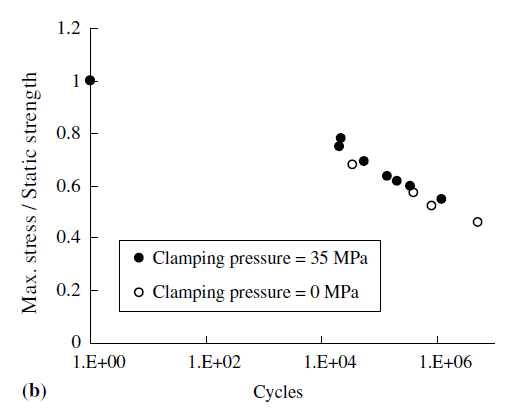 1.2
1
0.8
0.6
0.4
0.2
0
Max. stress / Static strength
Clamping pressure = 35 MPa
Clamping pressure = 0 MPa
1.E+00 1.E+02 1.E+04 1.E+06
(b) Cycles